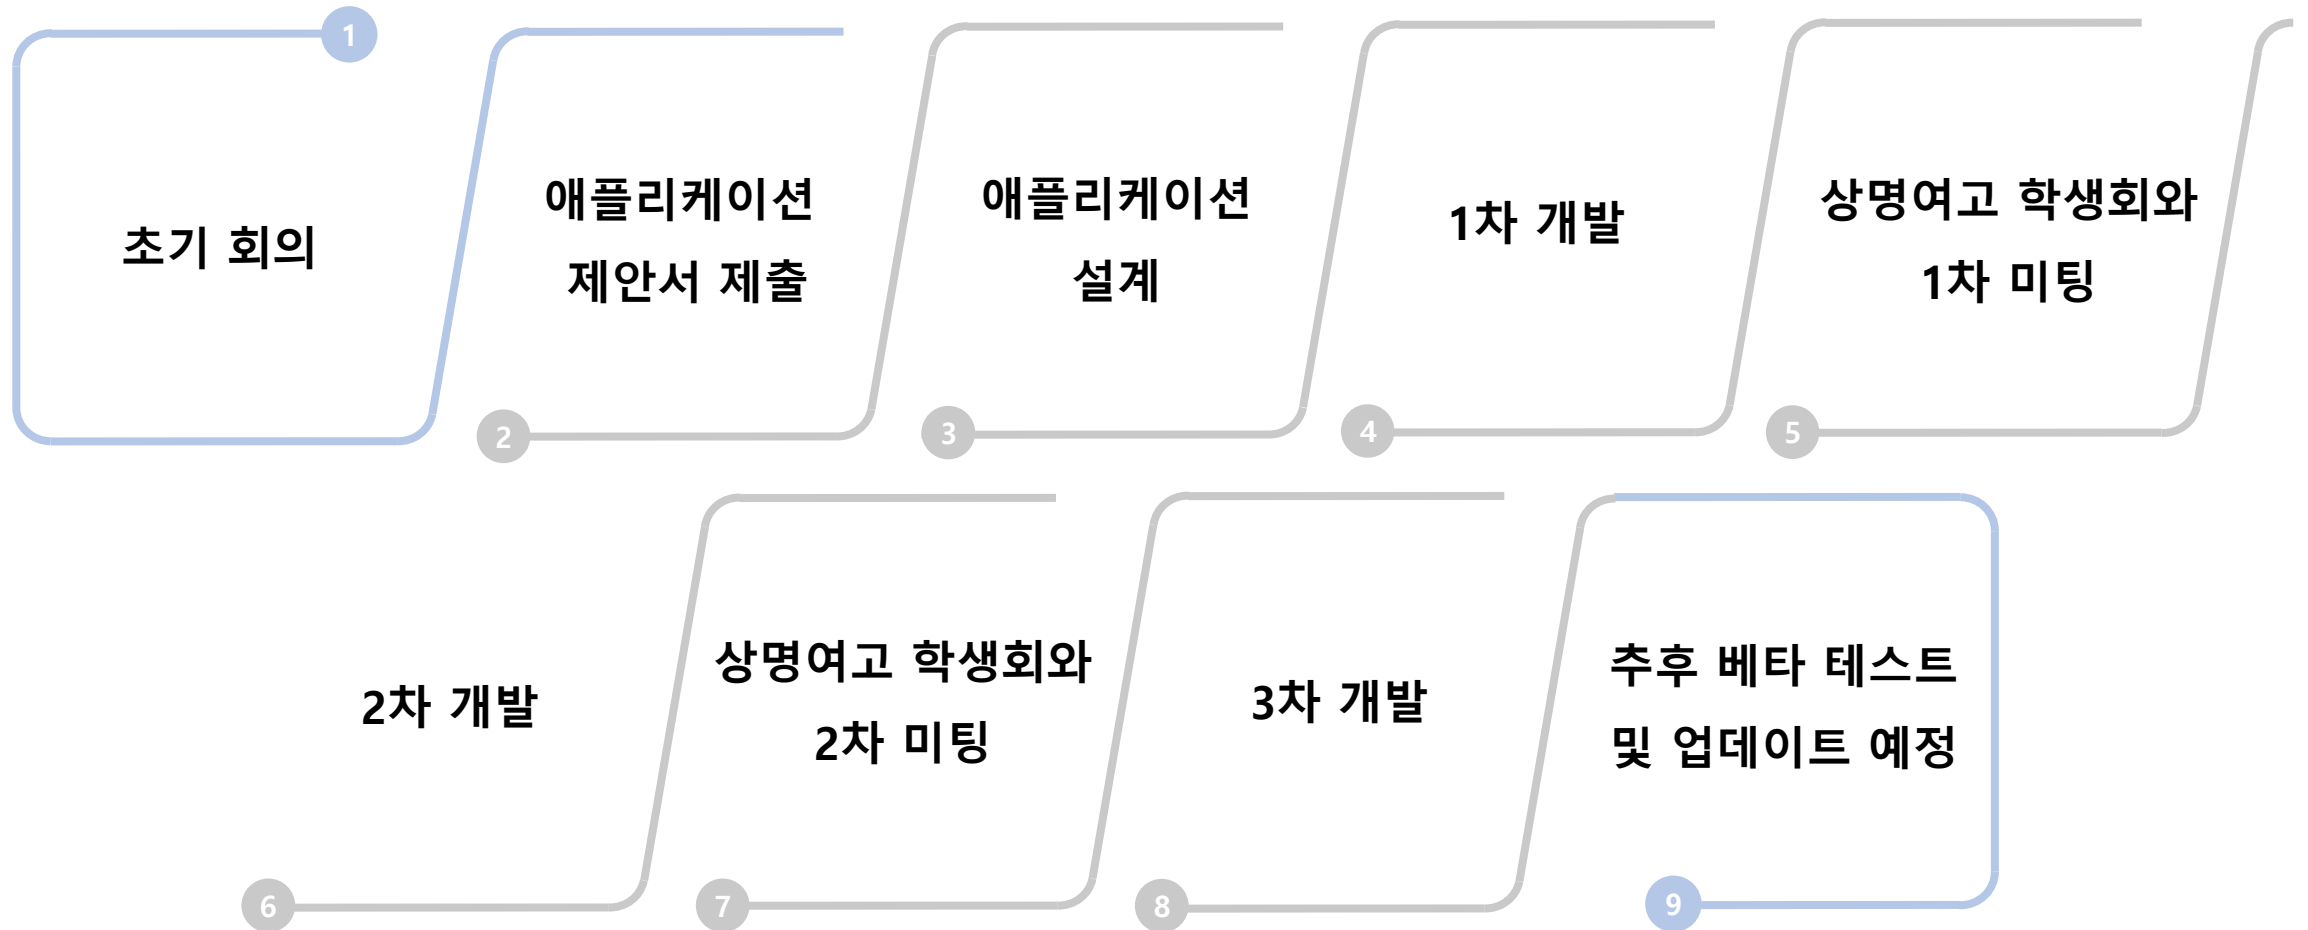 1
초기 회의
2
애플리케이션
제안서 제출
3
애플리케이션
설계
4
1차 개발
5
상명여고 학생회와
1차 미팅
6
2차 개발
7
상명여고 학생회와
2차 미팅
8
3차 개발
9
추후 베타 테스트
및 업데이트 예정